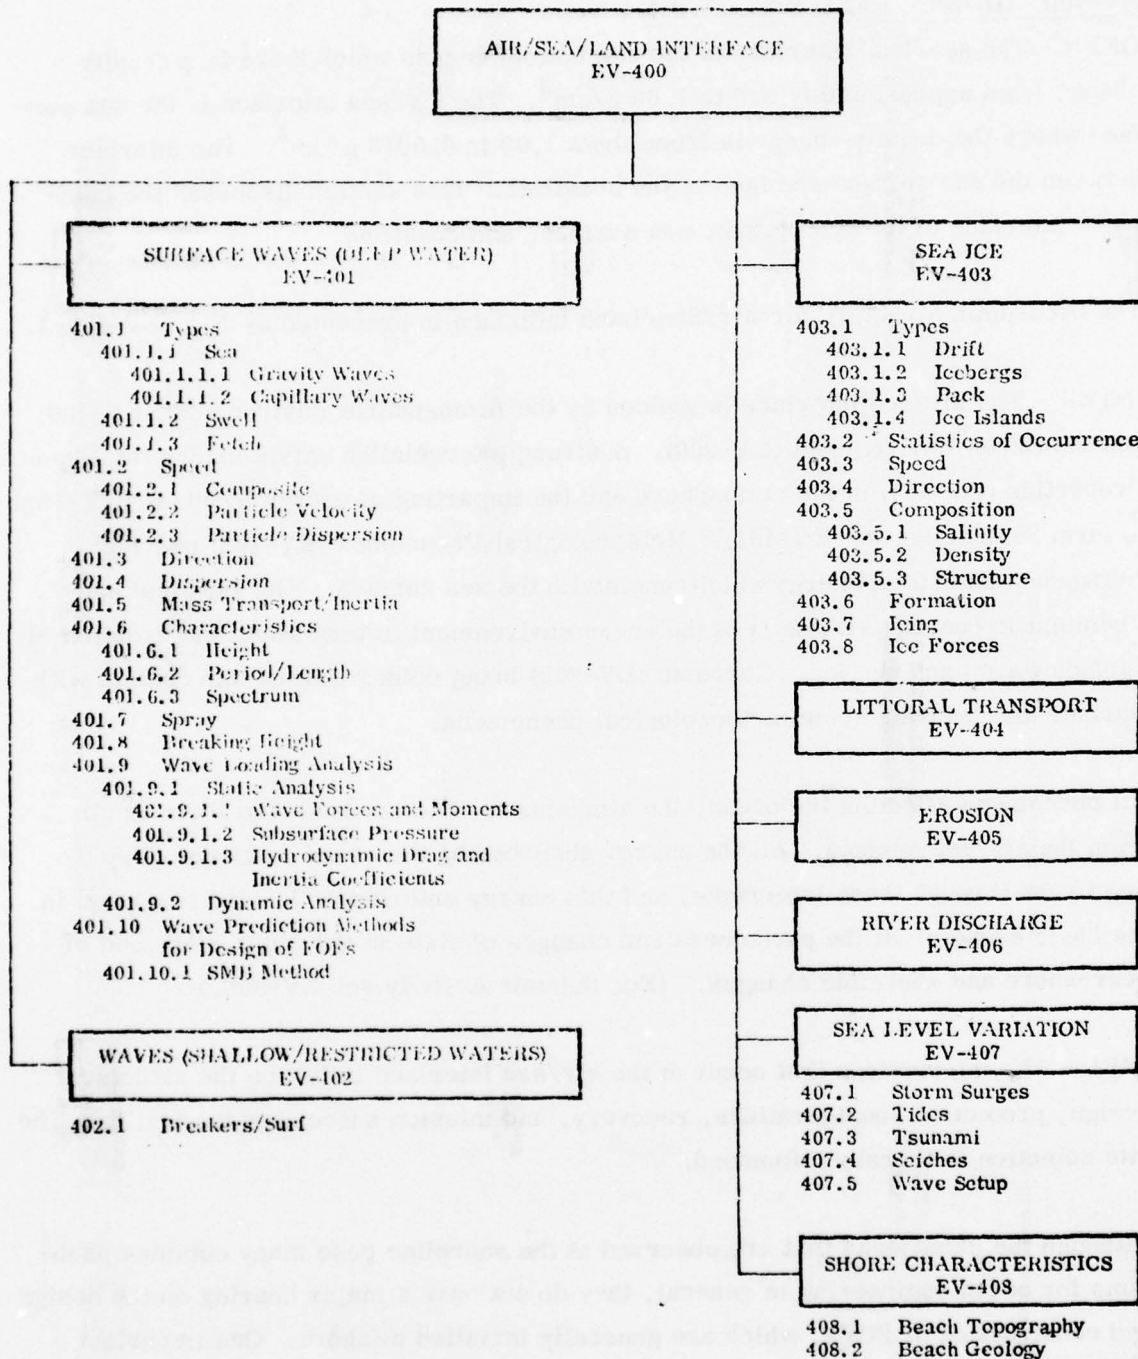 AIR/SEA/LAND INTERFACE
EV-400
SURFACE WAVES (DEEP WATER)
EV-401
401.1 Types
401.1.1 Sea
401.1.1.1 Gravity Waves
401.1.1.2 Capillary Waves
401.1.2 Swell
401.1.3 Fetch
401.2 Speed
401.2.1 Composite
401.2.2 Particle Velocity
401.2.3 Particle Dispersion
401.3 Direction
401.4 Dispersion
401.5 Mass Transport/Inertia
401.6 Characteristics
401.6.1 Height
401.6.2 Period/Length
401.6.3 Spectrum
401.7 Spray
401.8 Breaking Height
401.9 Wave Loading Analysis
401.9.1 Static Analysis
401.9.1.1 Wave Forces and Moments
401.9.1.2 Subsurface Pressure
401.9.1.3 Hydrodynamic Drag and
Inertia Coefficients
401.9.2 Dynamic Analysis
401.10 Wave Prediction Methods
for Design of FOFs
401.10.1 SMB Method
WAVES (SHALLOW/RESTRICTED WATERS)
EV-402
402.1 Breakers/Surf
SEA ICE
EV-403
403.1 Types
403.1.1 Drift
403.1.2 Icebergs
403.1.3 Pack
403.1.4 Ice Islands
403.2 Statistics of Occurrence
403.3 Speed
403.4 Direction
403.5 Composition
403.5.1 Salinity
403.5.2 Density
403.5.3 Structure
403.6 Formation
403.7 Icing
403.8 Ice Forces
LITTORAL TRANSPORT
EV-404
EROSION
EV-405
RIVER DISCHARGE
EV-406
SEA LEVEL VARIATION
EV-407
407.1 Storm Surges
407.2 Tides
407.3 Tsunami
407.4 Seiches
407.5 Wave Setup
SHORE CHARACTERISTICS
EV-408
408.1 Beach Topography
408.2 Beach Geology